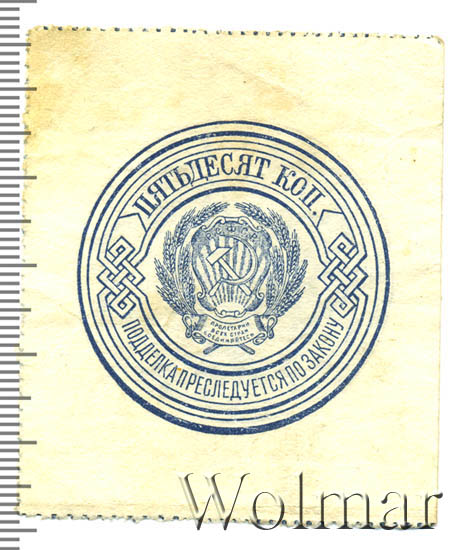 ПЯТЬДЕСЯТ КОП.
ПРОЛЕТАРИИ
ВСЕХ СТРАН
СОЕДИНЯЙТЕСЬ
ПОДДЕЛКА ПРЕСЛЕДУЕТСЯ ПО ЗАКОНУ
Wolmar